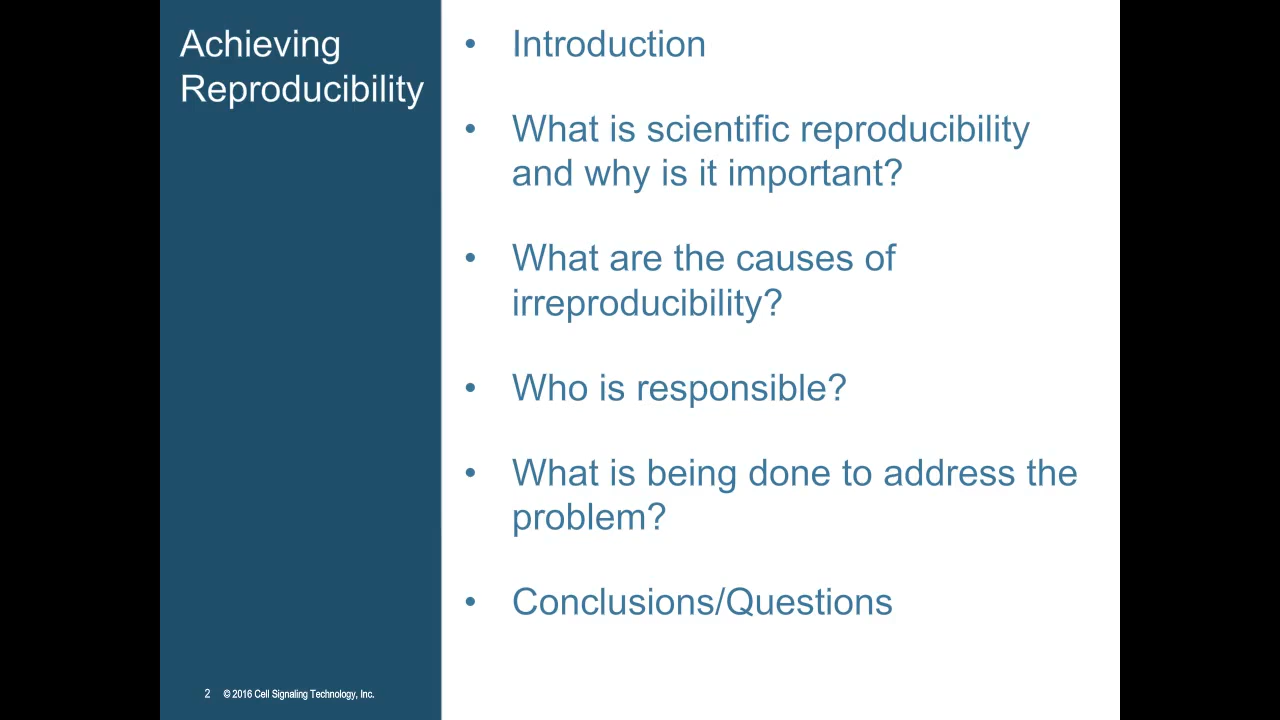 Achieving
Reproducibility
• Introduction
• What is scientific reproducibility
and why is it important?
• What are the causes of
irreproducibility?
• Who is responsible?
• What is being done to address the
problem?
• Conclusions/Questions
2 © 2016 Cell Signaling Technology, Inc.